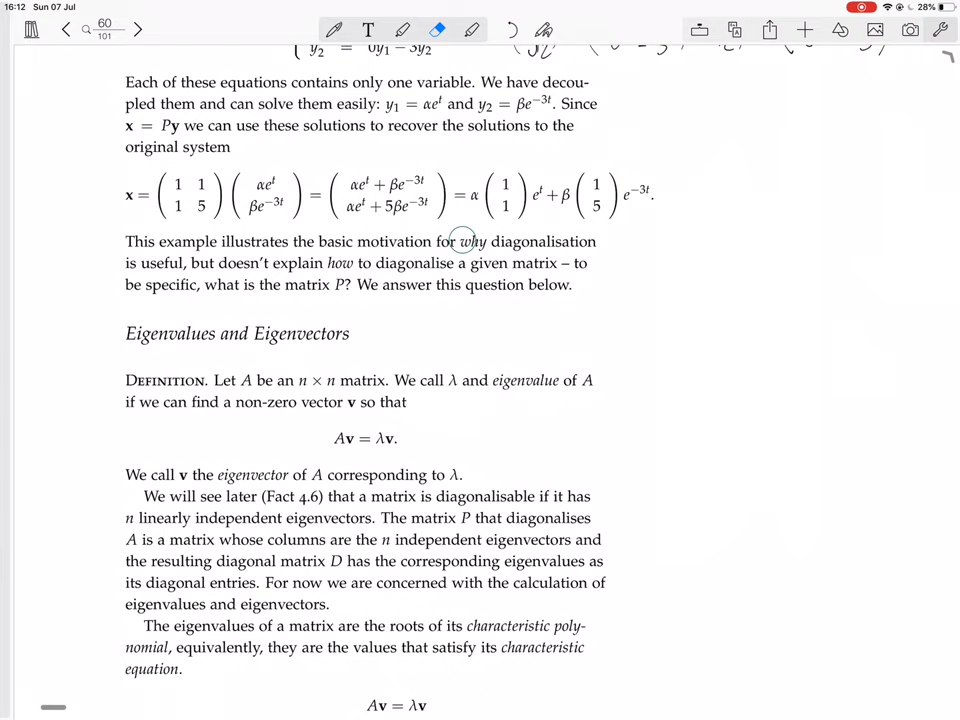 16:12 Sun 07 Jul
28%
60
101
T
y₂ = 0y₁ − 3y₂
Each of these equations contains only one variable. We have decou-
pled them and can solve them easily: y₁ = αeᵗ and y₂ = βe⁻³ᵗ. Since
x = Py we can use these solutions to recover the solutions to the
original system
x = ( 1 1 ; 1 5 ) ( αeᵗ ; βe⁻³ᵗ ) = ( αeᵗ + βe⁻³ᵗ ; αeᵗ + 5βe⁻³ᵗ ) = α ( 1 ; 1 ) eᵗ + β ( 1 ; 5 ) e⁻³ᵗ.
This example illustrates the basic motivation for why diagonalisation
is useful, but doesn't explain how to diagonalise a given matrix – to
be specific, what is the matrix P? We answer this question below.
Eigenvalues and Eigenvectors
Definition. Let A be an n × n matrix. We call λ and eigenvalue of A
if we can find a non-zero vector v so that
Av = λv.
We call v the eigenvector of A corresponding to λ.
We will see later (Fact 4.6) that a matrix is diagonalisable if it has
n linearly independent eigenvectors. The matrix P that diagonalises
A is a matrix whose columns are the n independent eigenvectors and
the resulting diagonal matrix D has the corresponding eigenvalues as
its diagonal entries. For now we are concerned with the calculation of
eigenvalues and eigenvectors.
The eigenvalues of a matrix are the roots of its characteristic poly-
nomial, equivalently, they are the values that satisfy its characteristic
equation.
Av = λv